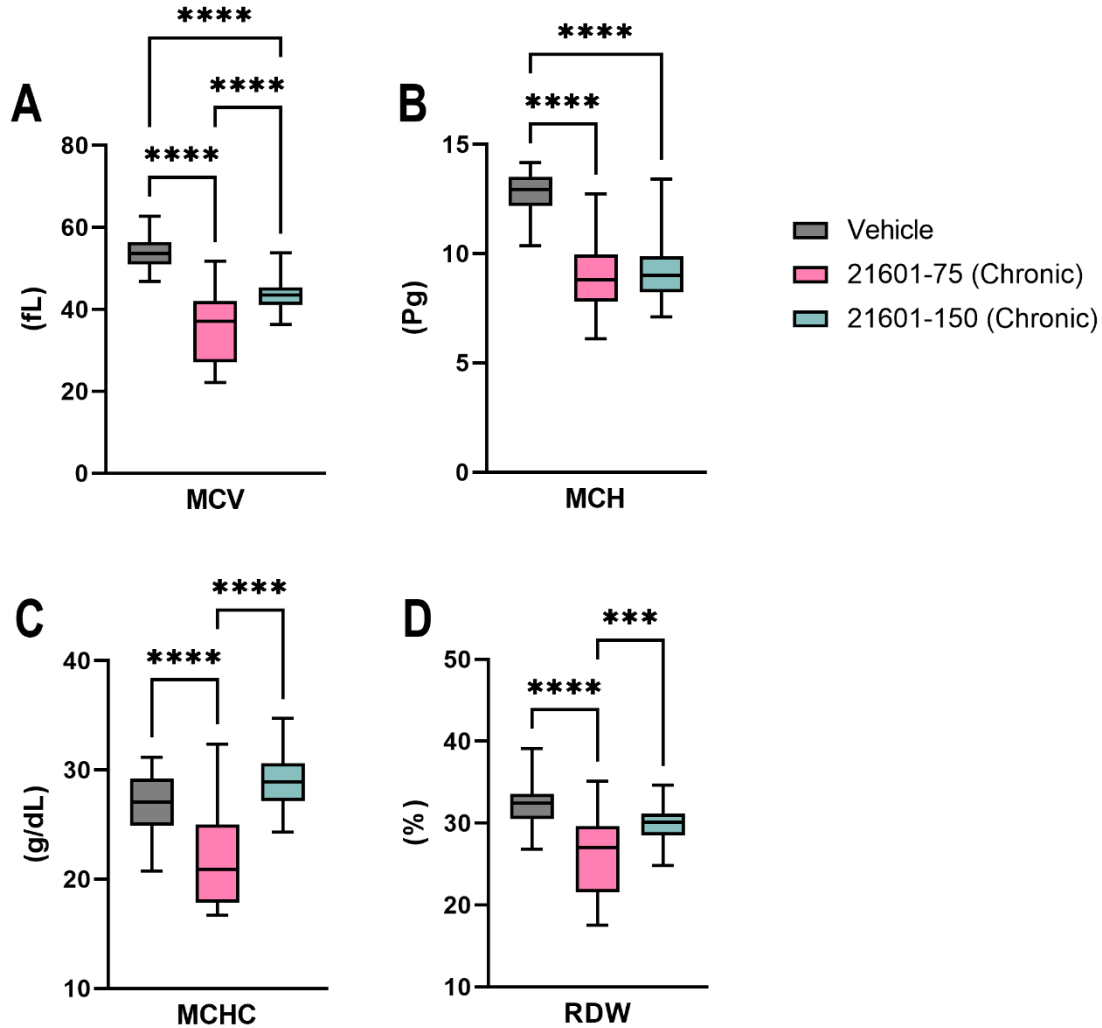 A
****
****
****
80
60
40
20
0
(fL)
MCV
B
****
****
15
10
5
0
(Pg)
MCH
Vehicle
21601-75 (Chronic)
21601-150 (Chronic)
C
****
****
40
30
20
10
(g/dL)
MCHC
D
***
****
50
40
30
20
10
(%)
RDW